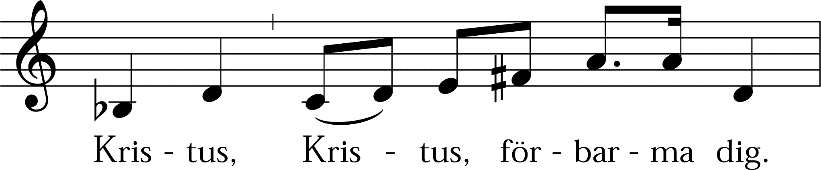 Kris - tus, Kris - tus, för - bar - ma dig.